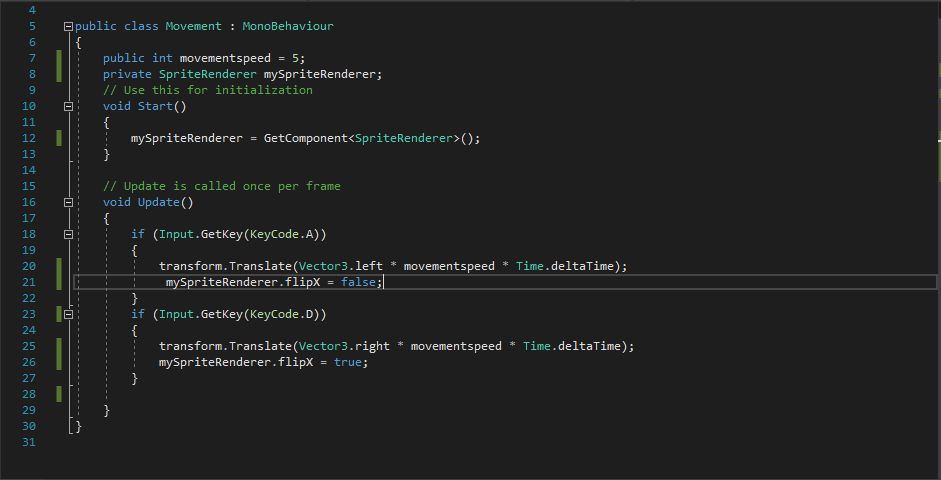 4
5 public class Movement : MonoBehaviour
6 {
7 public int movementspeed = 5;
8 private SpriteRenderer mySpriteRenderer;
9 // Use this for initialization
10 void Start()
11 {
12 mySpriteRenderer = GetComponent<SpriteRenderer>();
13 }
14
15 // Update is called once per frame
16 void Update()
17 {
18 if (Input.GetKey(KeyCode.A))
19 {
20 transform.Translate(Vector3.left * movementspeed * Time.deltaTime);
21 mySpriteRenderer.flipX = false;
22 }
23 if (Input.GetKey(KeyCode.D))
24 {
25 transform.Translate(Vector3.right * movementspeed * Time.deltaTime);
26 mySpriteRenderer.flipX = true;
27 }
28
29 }
30 }
31